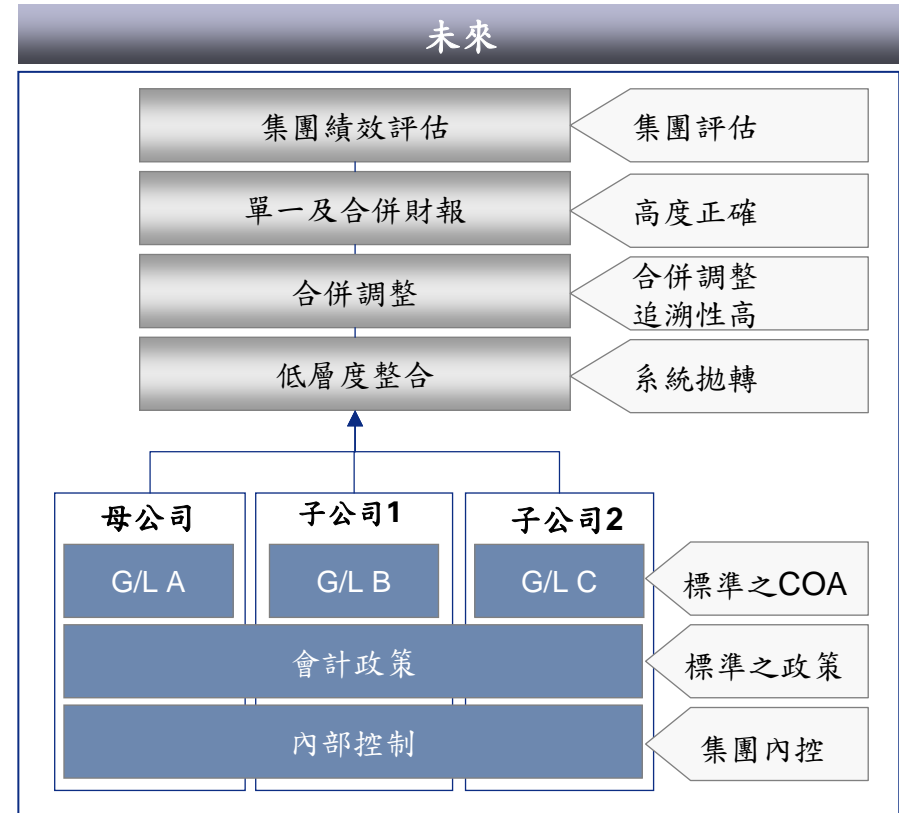 未來
集團績效評估
集團評估
單一及合併財報
高度正確
合併調整
合併調整
追溯性高
低層度整合
系統拋轉
母公司
子公司1
子公司2
G/L A
G/L B
G/L C
標準之COA
會計政策
標準之政策
內部控制
集團內控